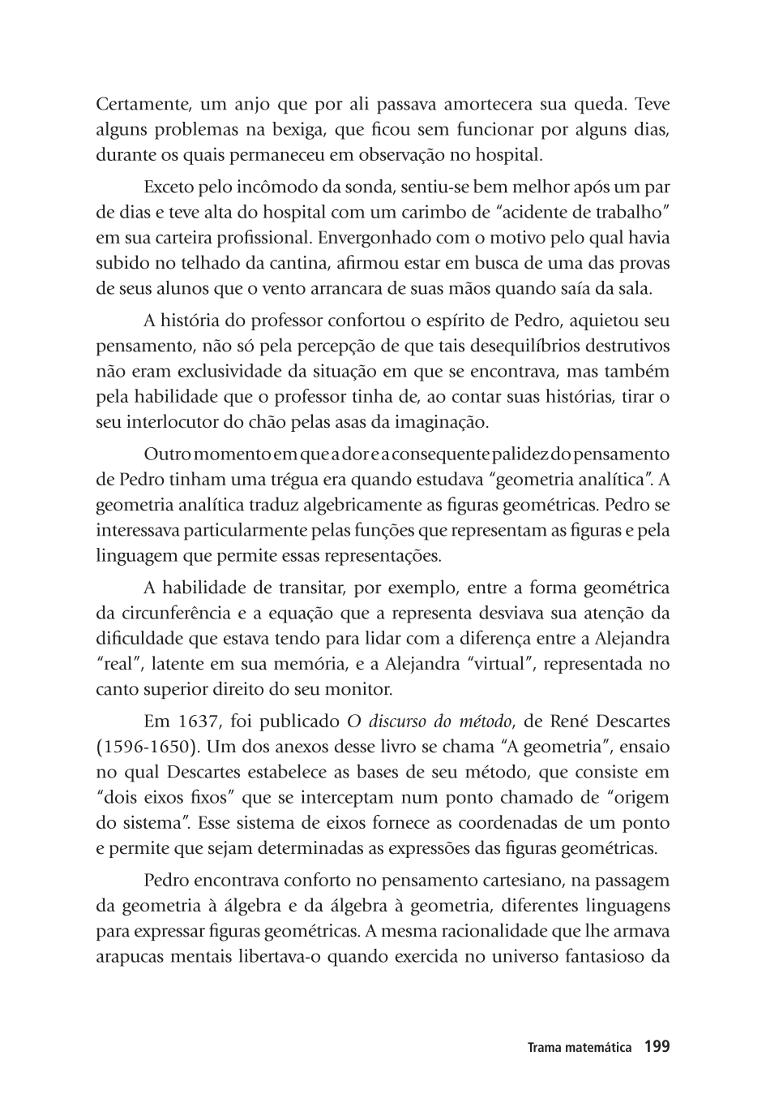 Certamente, um anjo que por ali passava amortecera sua queda. Teve
alguns problemas na bexiga, que ficou sem funcionar por alguns dias,
durante os quais permaneceu em observação no hospital.
Exceto pelo incômodo da sonda, sentiu-se bem melhor após um par
de dias e teve alta do hospital com um carimbo de “acidente de trabalho”
em sua carteira profissional. Envergonhado com o motivo pelo qual havia
subido no telhado da cantina, afirmou estar em busca de uma das provas
de seus alunos que o vento arrancara de suas mãos quando saía da sala.
A história do professor confortou o espírito de Pedro, aquietou seu
pensamento, não só pela percepção de que tais desequilíbrios destrutivos
não eram exclusividade da situação em que se encontrava, mas também
pela habilidade que o professor tinha de, ao contar suas histórias, tirar o
seu interlocutor do chão pelas asas da imaginação.
Outro momento em que a dor e a consequente palidez do pensamento
de Pedro tinham uma trégua era quando estudava “geometria analítica”. A
geometria analítica traduz algebricamente as figuras geométricas. Pedro se
interessava particularmente pelas funções que representam as figuras e pela
linguagem que permite essas representações.
A habilidade de transitar, por exemplo, entre a forma geométrica
da circunferência e a equação que a representa desviava sua atenção da
dificuldade que estava tendo para lidar com a diferença entre a Alejandra
“real”, latente em sua memória, e a Alejandra “virtual”, representada no
canto superior direito do seu monitor.
Em 1637, foi publicado O discurso do método, de René Descartes
(1596-1650). Um dos anexos desse livro se chama “A geometria”, ensaio
no qual Descartes estabelece as bases de seu método, que consiste em
“dois eixos fixos” que se interceptam num ponto chamado de “origem
do sistema”. Esse sistema de eixos fornece as coordenadas de um ponto
e permite que sejam determinadas as expressões das figuras geométricas.
Pedro encontrava conforto no pensamento cartesiano, na passagem
da geometria à álgebra e da álgebra à geometria, diferentes linguagens
para expressar figuras geométricas. A mesma racionalidade que lhe armava
arapucas mentais libertava-o quando exercida no universo fantasioso da
Trama matemática 199